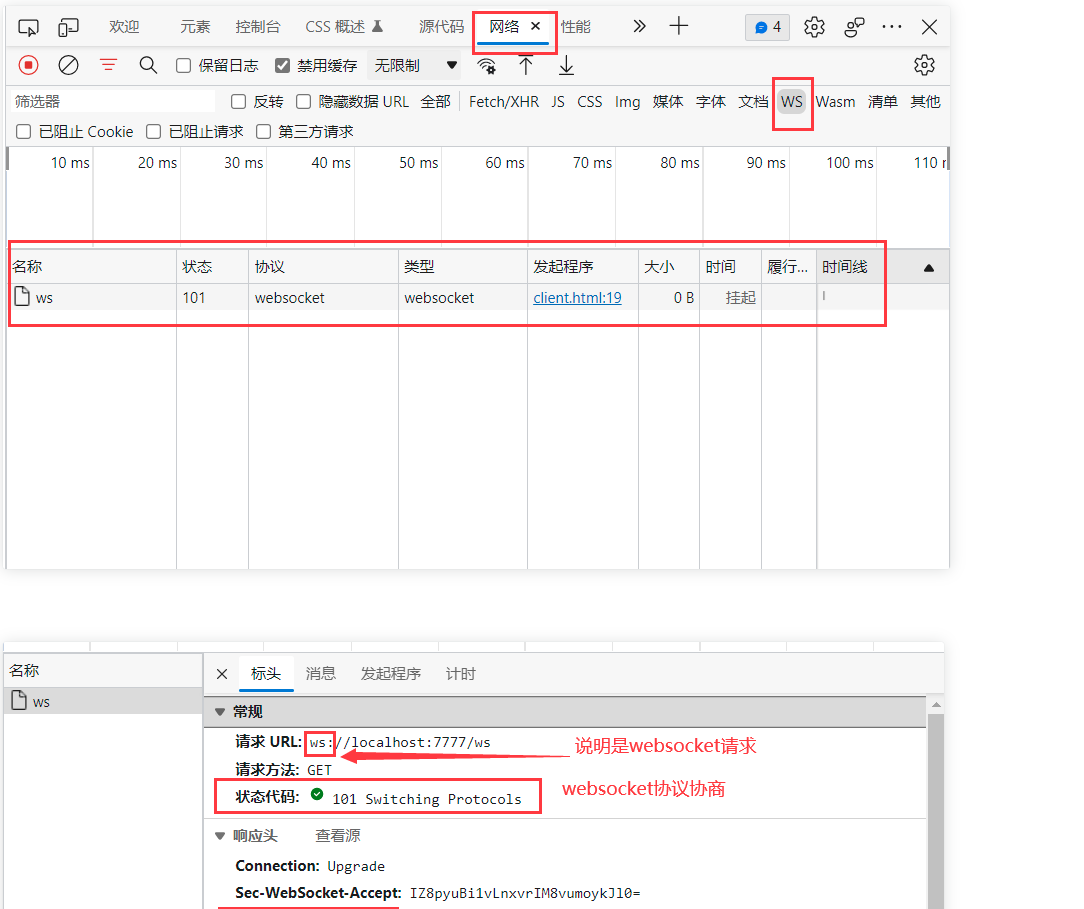 欢迎 元素 控制台 CSS 概述 源代码 网络 性能 4
保留日志 禁用缓存 无限制
筛选器 反转 隐藏数据 URL 全部 Fetch/XHR JS CSS Img 媒体 字体 文档 WS Wasm 清单 其他
已阻止 Cookie 已阻止请求 第三方请求
10 ms 20 ms 30 ms 40 ms 50 ms 60 ms 70 ms 80 ms 90 ms 100 ms 110
名称 状态 协议 类型 发起程序 大小 时间 履行... 时间线
ws 101 websocket websocket client.html:19 0 B 挂起
名称 标头 消息 发起程序 计时
ws
常规
请求 URL: ws://localhost:7777/ws 说明是websocket请求
请求方法: GET
状态代码: 101 Switching Protocols websocket协议协商
响应头 查看源
Connection: Upgrade
Sec-WebSocket-Accept: IZ8pyuBi1vLnxvrIM8vumoykJl0=